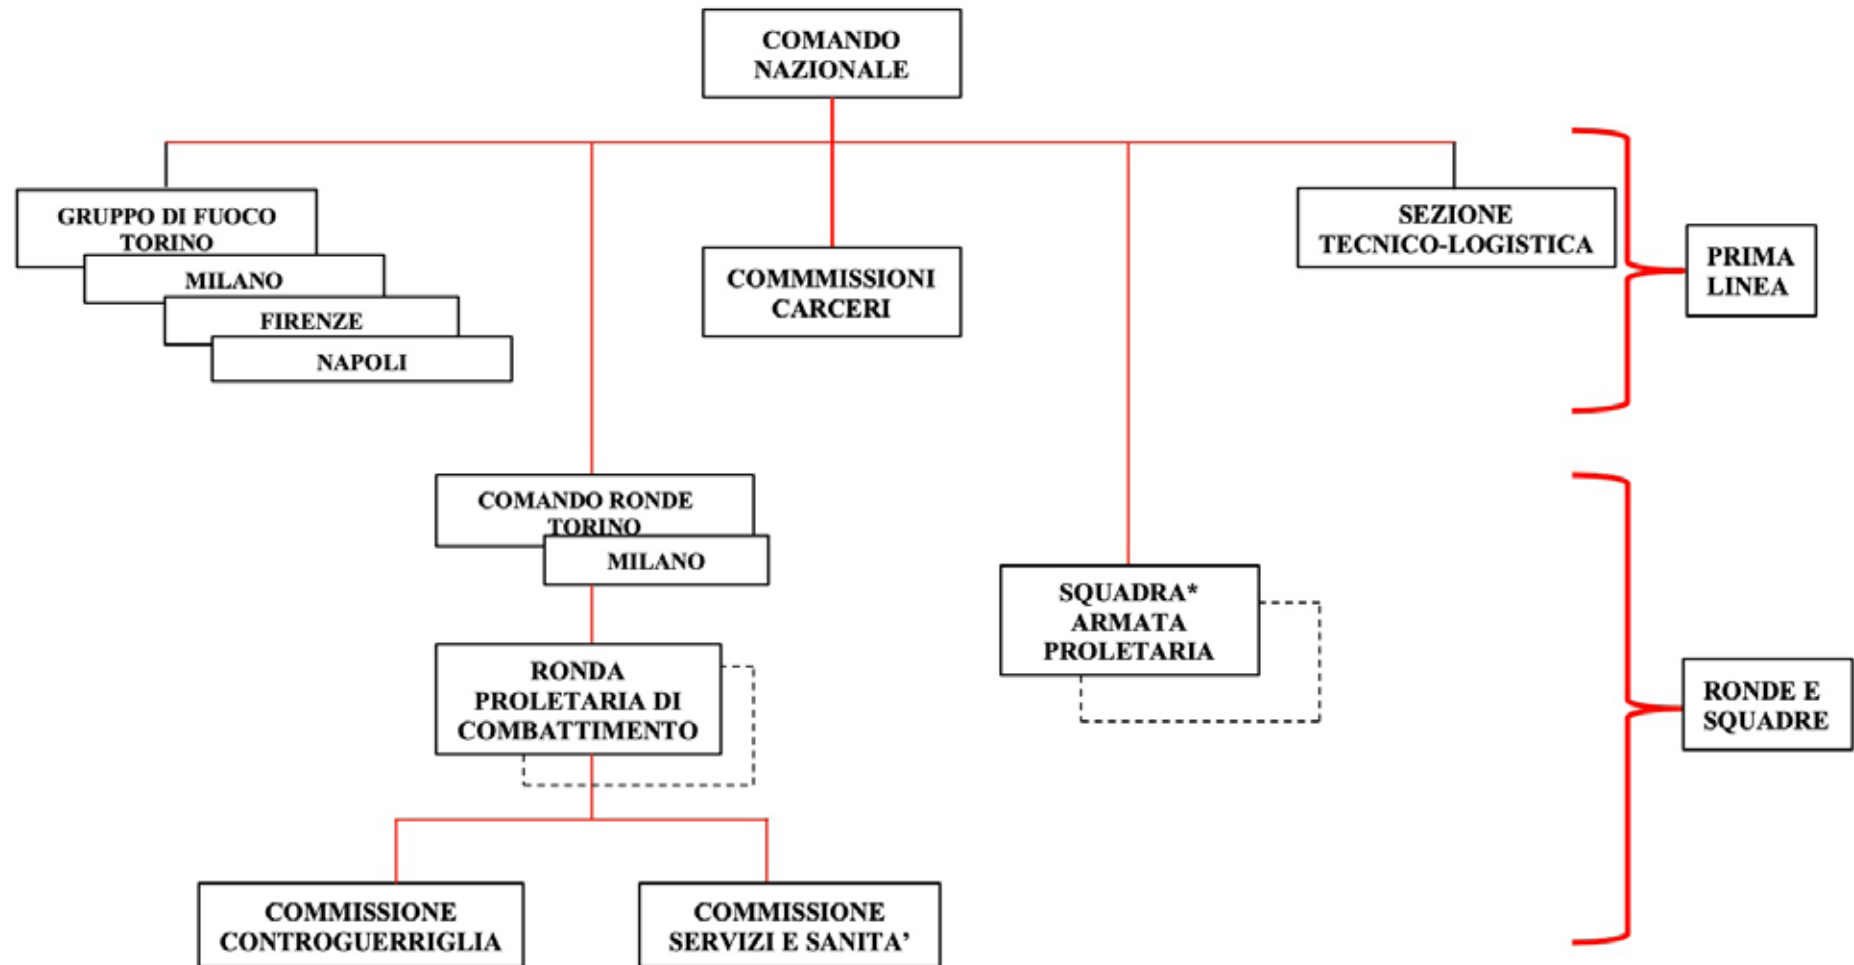 COMANDO
NAZIONALE
GRUPPO DI FUOCO
TORINO
MILANO
FIRENZE
NAPOLI
COMMMISSIONI
CARCERI
SEZIONE
TECNICO-LOGISTICA
PRIMA
LINEA
COMANDO RONDE
TORINO
MILANO
SQUADRA*
ARMATA
PROLETARIA
RONDA
PROLETARIA DI
COMBATTIMENTO
RONDE E
SQUADRE
COMMISSIONE
CONTROGUERRIGLIA
COMMISSIONE
SERVIZI E SANITA’